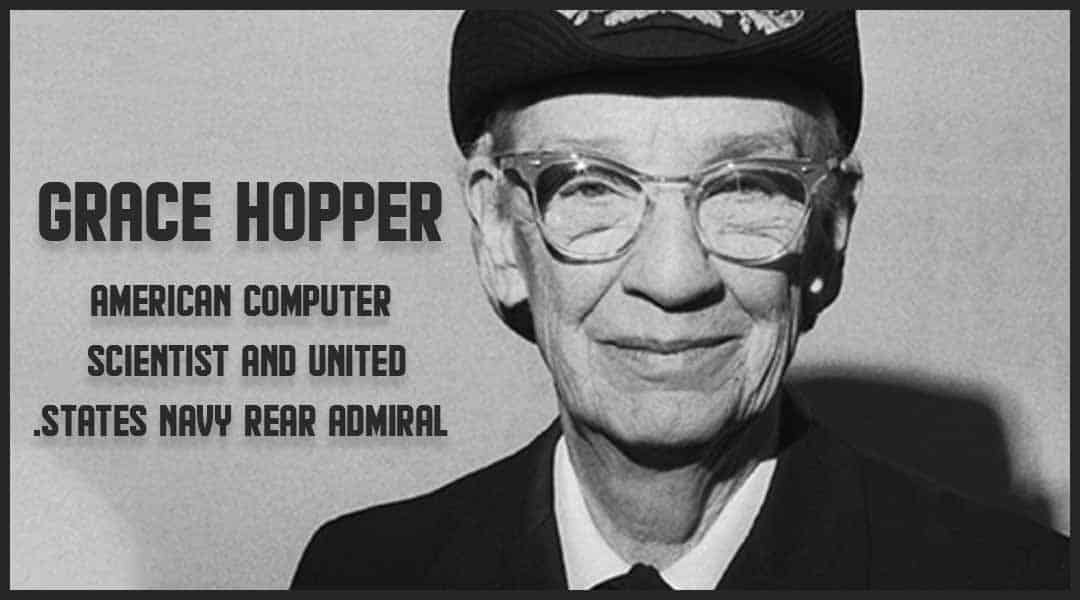 GRACE HOPPER
AMERICAN COMPUTER
SCIENTIST AND UNITED
.STATES NAVY REAR ADMIRAL